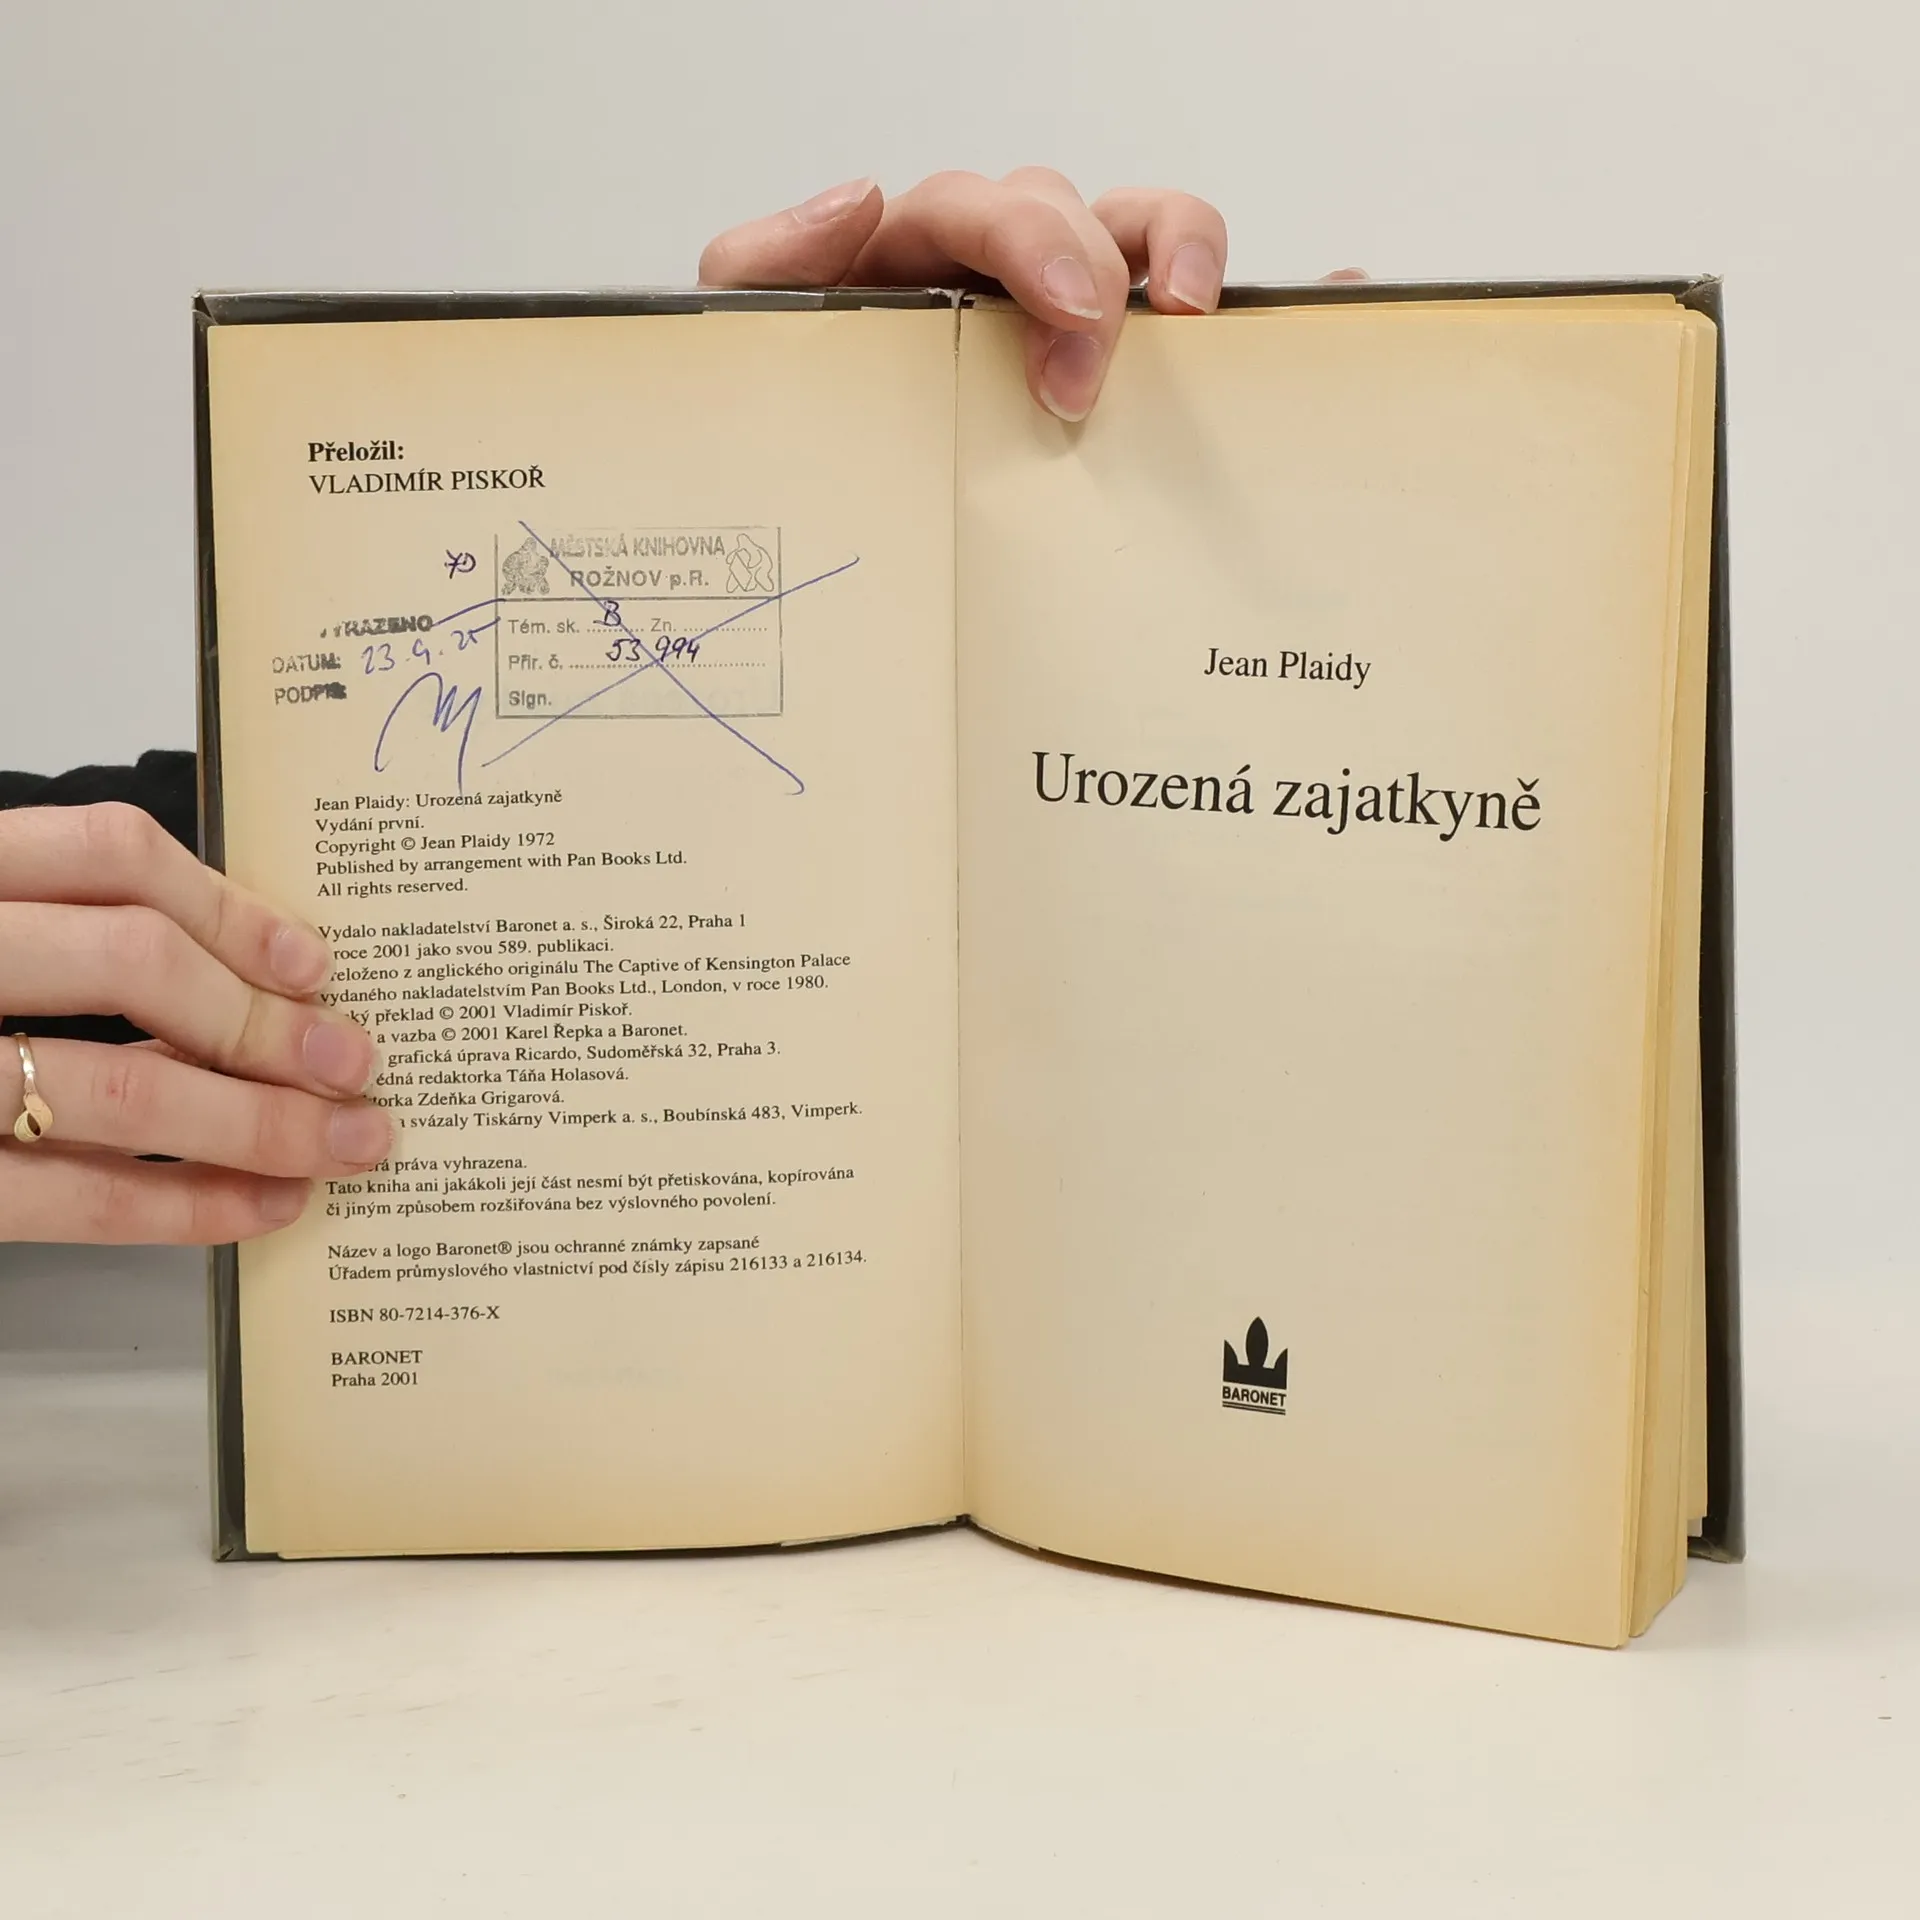 Přeložil:
VLADIMÍR PISKOŘ
70
MĚSTSKÁ KNIHOVNA
ROŽNOV p.R.
Tém. sk. B Zn.
Přír. č. 53 994
Sign.
DATUM: 23.9.25
Jean Plaidy: Urozená zajatkyně
Vydání první.
Copyright © Jean Plaidy 1972
Published by arrangement with Pan Books Ltd.
All rights reserved.
Vydalo nakladatelství Baronet a. s., Široká 22, Praha 1
roce 2001 jako svou 589. publikaci.
z anglického originálu The Captive of Kensington Palace
vydaného nakladatelstvím Pan Books Ltd., London, v roce 1980.
překlad © 2001 Vladimír Piskoř.
a vazba © 2001 Karel Řepka a Baronet.
grafická úprava Ricardo, Sudoměřská 32, Praha 3.
redaktorka Táňa Holasová.
Zdeňka Grigarová.
svázaly Tiskárny Vimperk a. s., Boubínská 483, Vimperk.
práva vyhrazena.
Tato kniha ani jakákoli její část nesmí být přetiskována, kopírována
či jiným způsobem rozšiřována bez výslovného povolení.
Název a logo Baronet® jsou ochranné známky zapsané
Úřadem průmyslového vlastnictví pod čísly zápisu 216133 a 216134.
ISBN 80-7214-376-X
BARONET
Praha 2001
Jean Plaidy
Urozená zajatkyně
BARONET